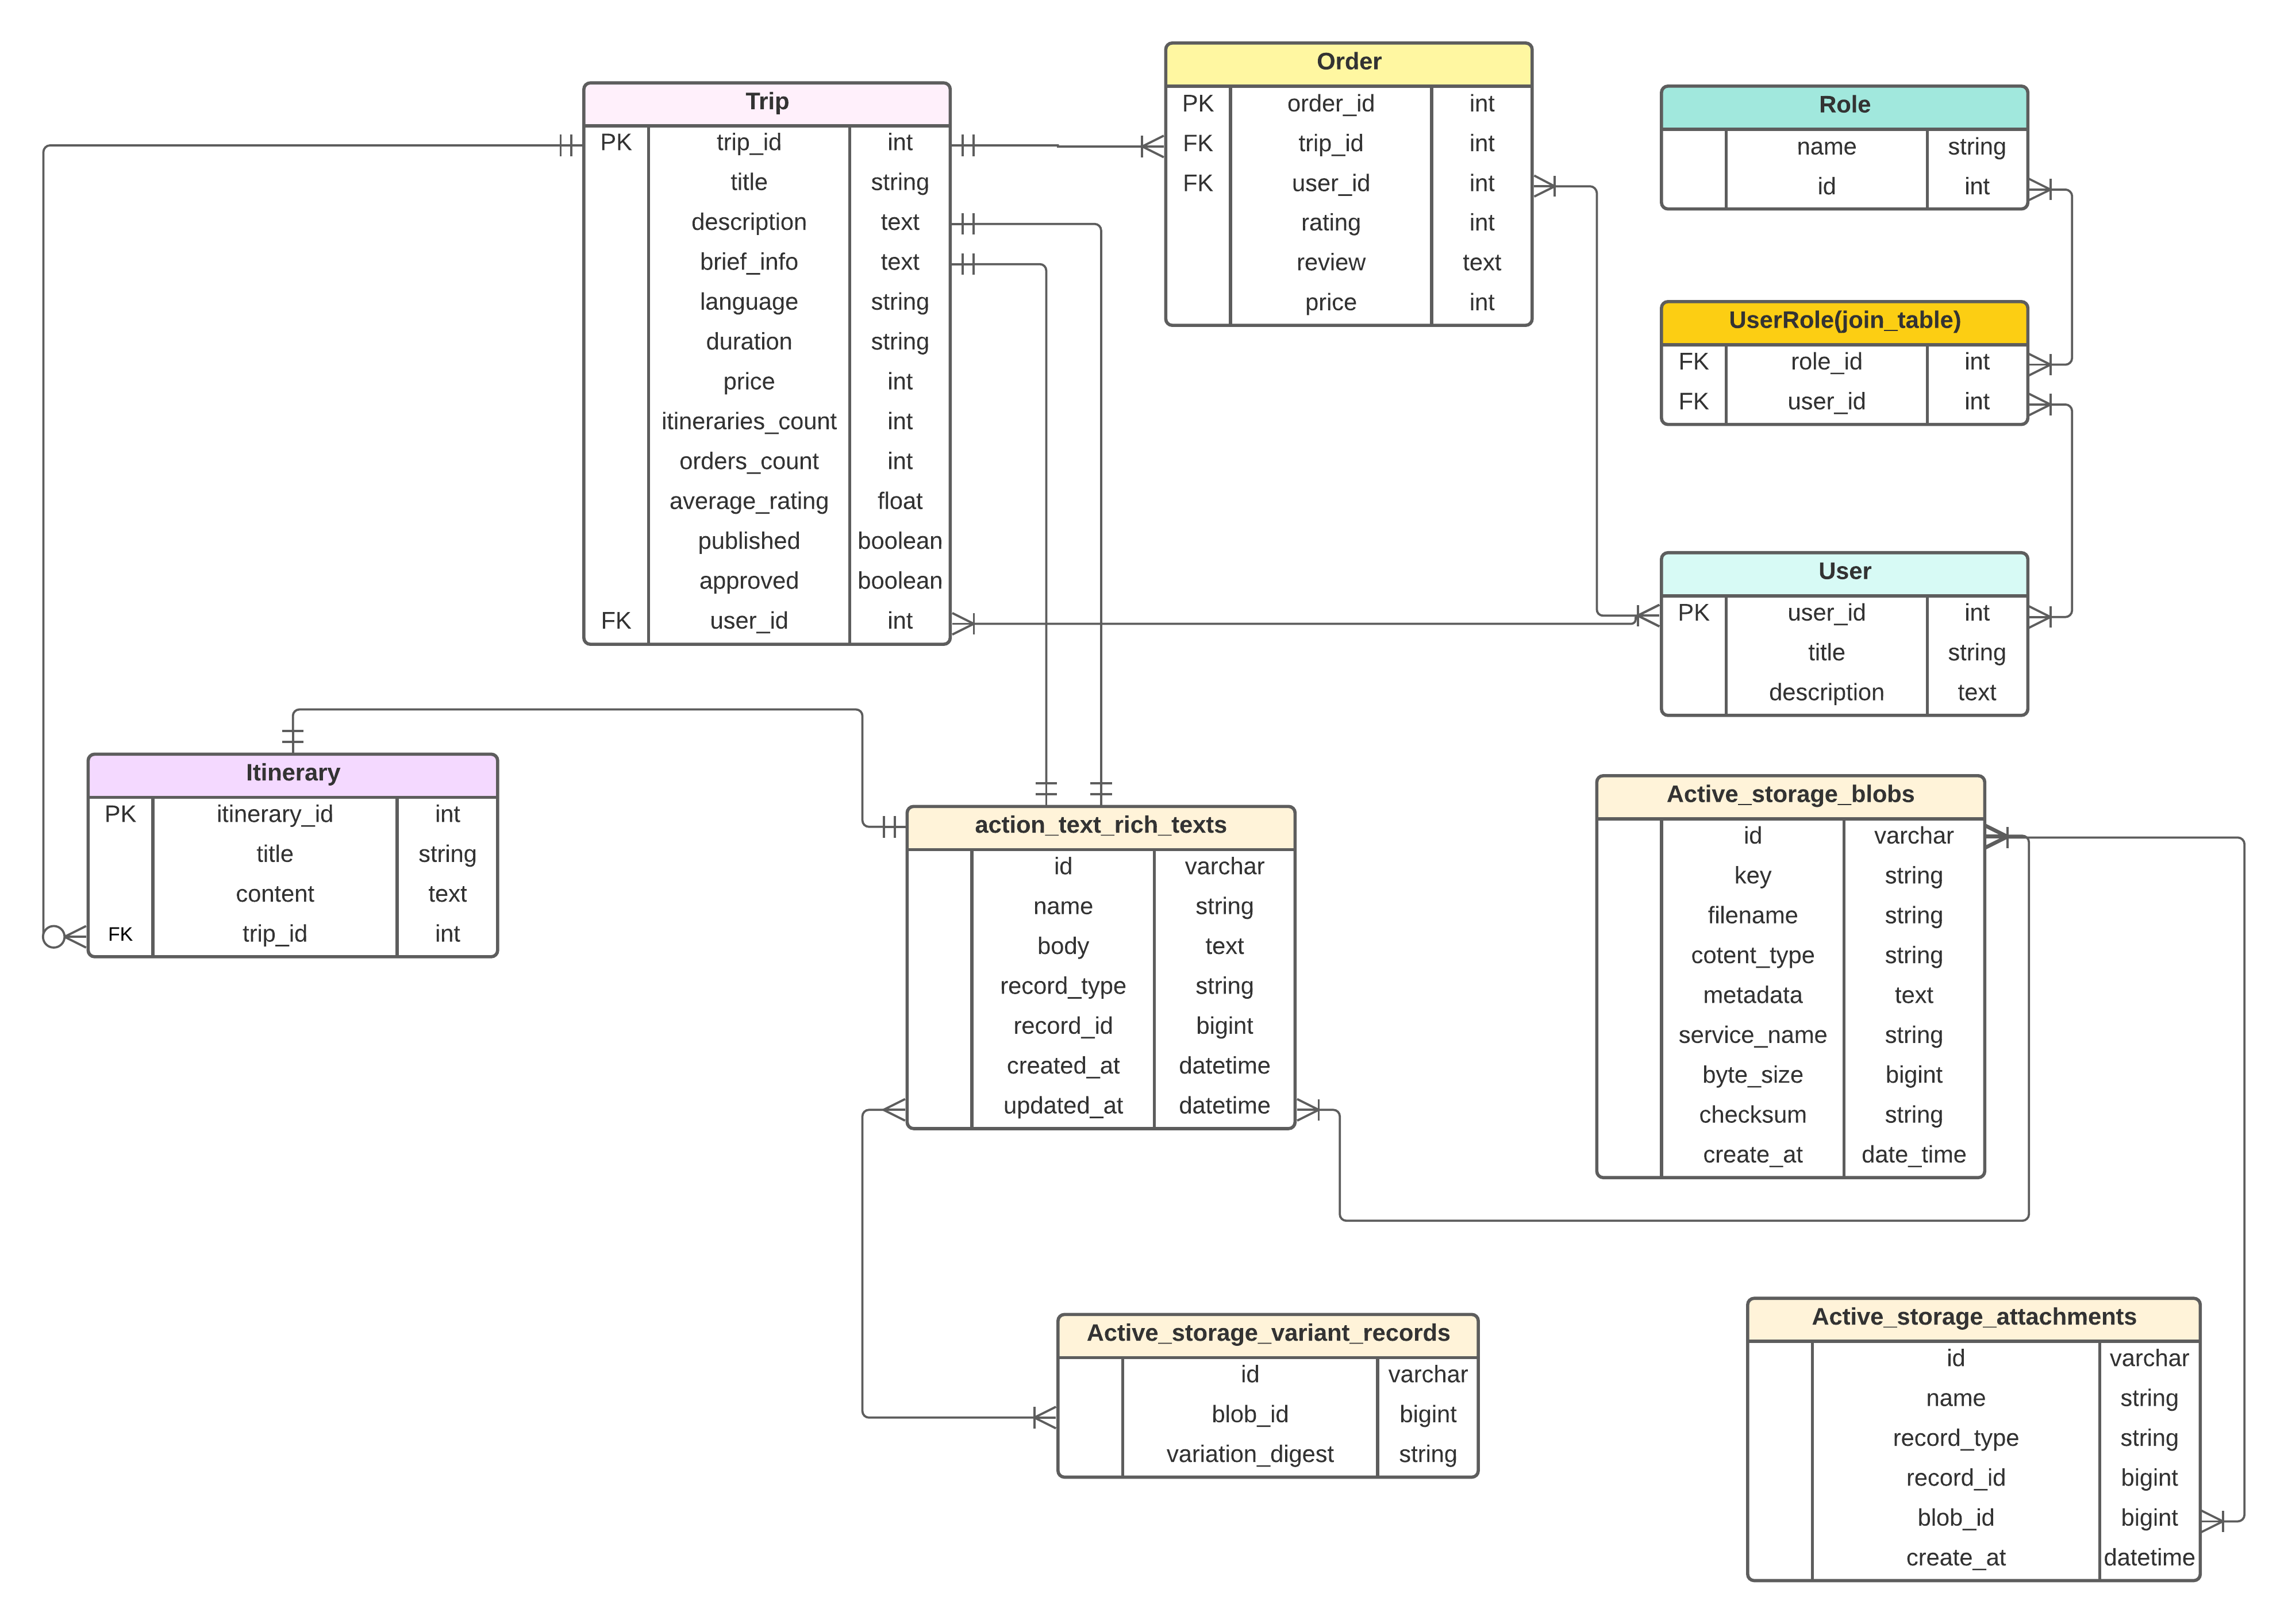 Trip
PK trip_id int
title string
description text
brief_info text
language string
duration string
price int
itineraries_count int
orders_count int
average_rating float
published boolean
approved boolean
FK user_id int
Order
PK order_id int
FK trip_id int
FK user_id int
rating int
review text
price int
Role
name string
id int
UserRole(join_table)
FK role_id int
FK user_id int
User
PK user_id int
title string
description text
Itinerary
PK itinerary_id int
title string
content text
FK trip_id int
action_text_rich_texts
id varchar
name string
body text
record_type string
record_id bigint
created_at datetime
updated_at datetime
Active_storage_blobs
id varchar
key string
filename string
cotent_type string
metadata text
service_name string
byte_size bigint
checksum string
create_at date_time
Active_storage_variant_records
id varchar
blob_id bigint
variation_digest string
Active_storage_attachments
id varchar
name string
record_type string
record_id bigint
blob_id bigint
create_at datetime